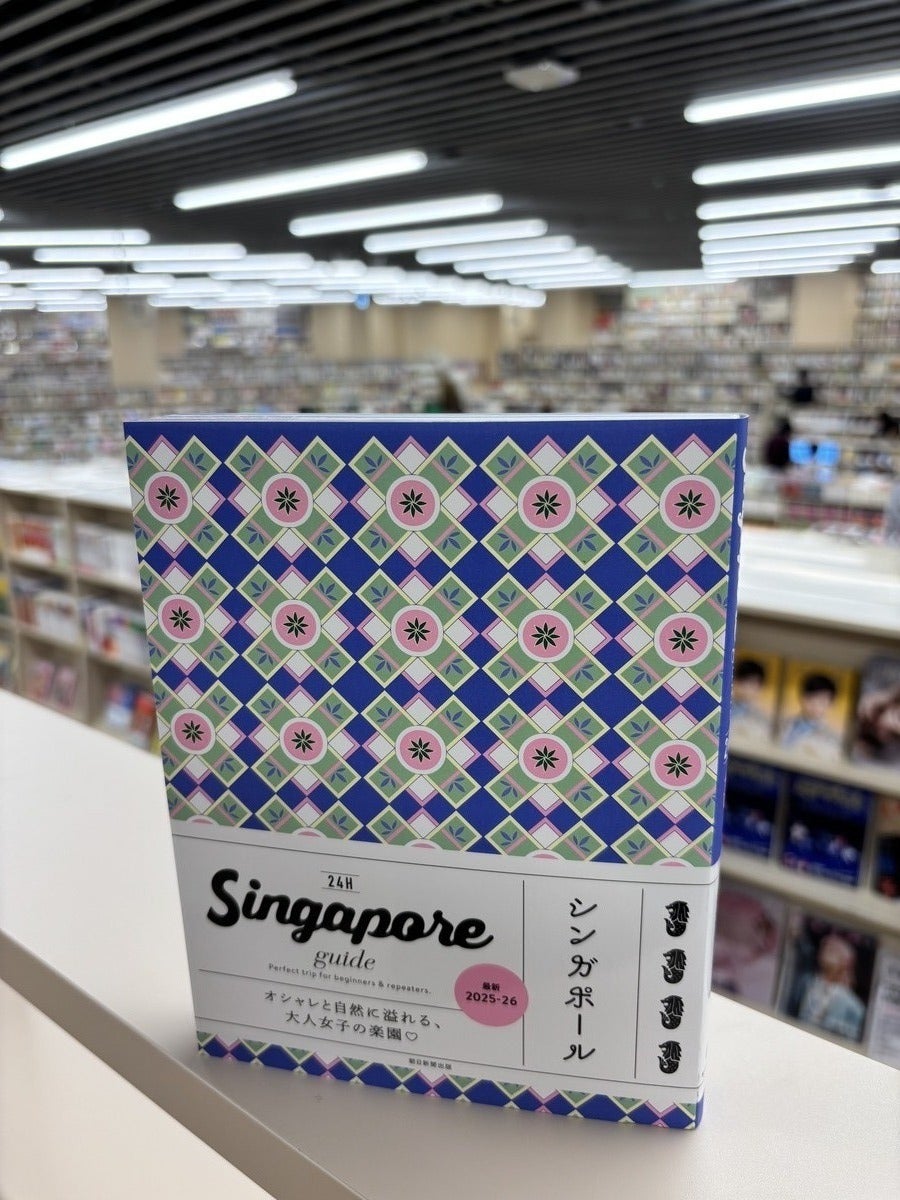 24H
Singapore
guide
Perfect trip for beginners & repeaters.
オシャレと自然に溢れる、
大人女子の楽園♡
最新
2025-26
シンガポール
朝日新聞出版